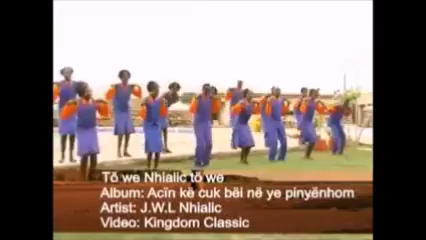 Tö we Nhialic tö we
Album: Acïn kë cuk bëi në ye pinyënhom
Artist: J.W.L Nhialic
Video: Kingdom Classic